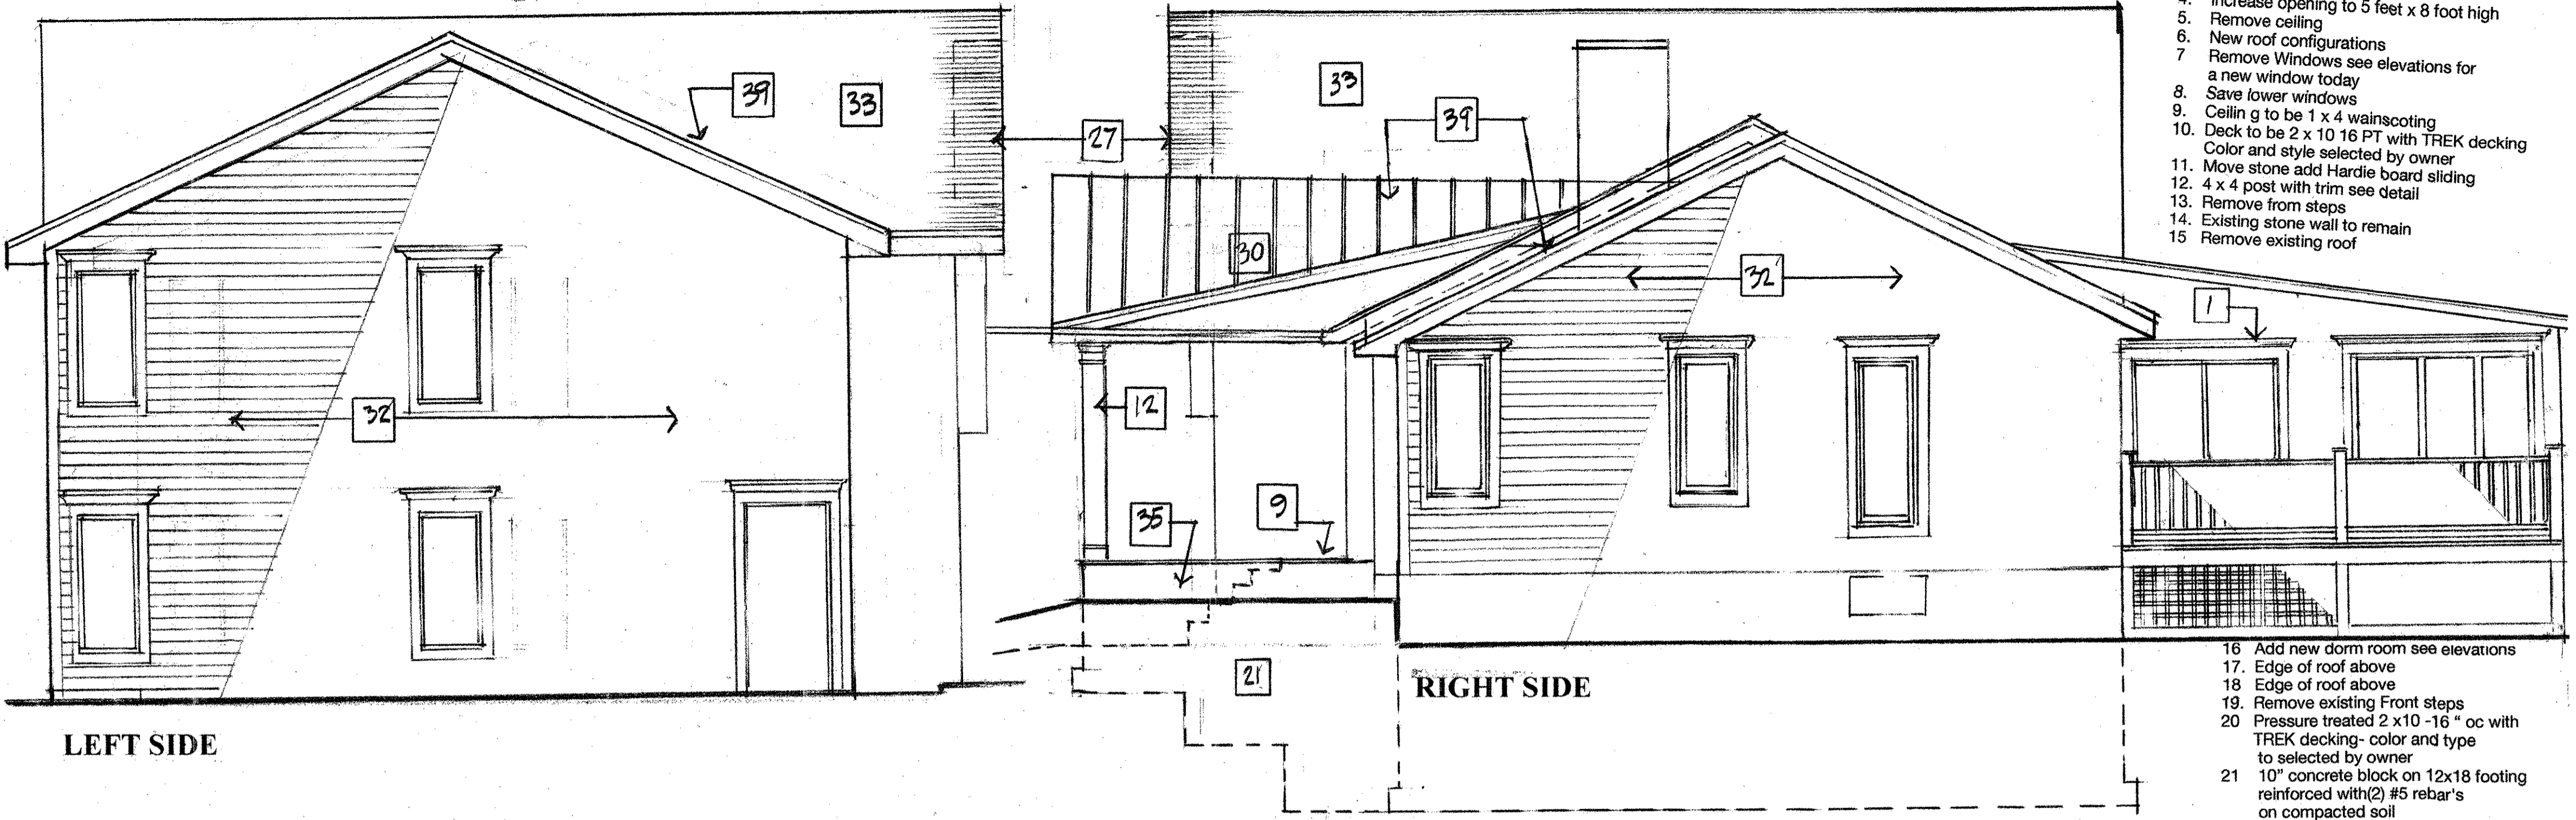 4. Increase opening to 5 feet x 8 foot high
5. Remove ceiling
6. New roof configurations
7 Remove Windows see elevations for
a new window today
8. Save lower windows
9. Ceilin g to be 1 x 4 wainscoting
10. Deck to be 2 x 10 16 PT with TREK decking
Color and style selected by owner
11. Move stone add Hardie board sliding
12. 4 x 4 post with trim see detail
13. Remove from steps
14. Existing stone wall to remain
15 Remove existing roof
39
33
27
33
39
30
32
1
32
12
35
9
21
LEFT SIDE
RIGHT SIDE
16 Add new dorm room see elevations
17. Edge of roof above
18 Edge of roof above
19. Remove existing Front steps
20 Pressure treated 2 x10 -16 " oc with
TREK decking- color and type
to selected by owner
21 10" concrete block on 12x18 footing
reinforced with(2) #5 rebar's
on compacted soil